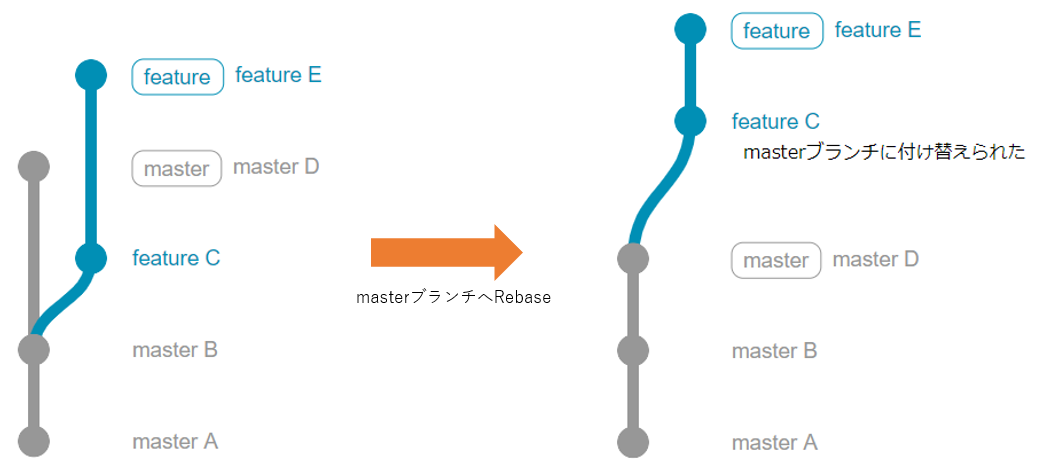 feature feature E
master master D
feature C
master B
master A
masterブランチへRebase
feature feature E
feature C
masterブランチに付け替えられた
master master D
master B
master A